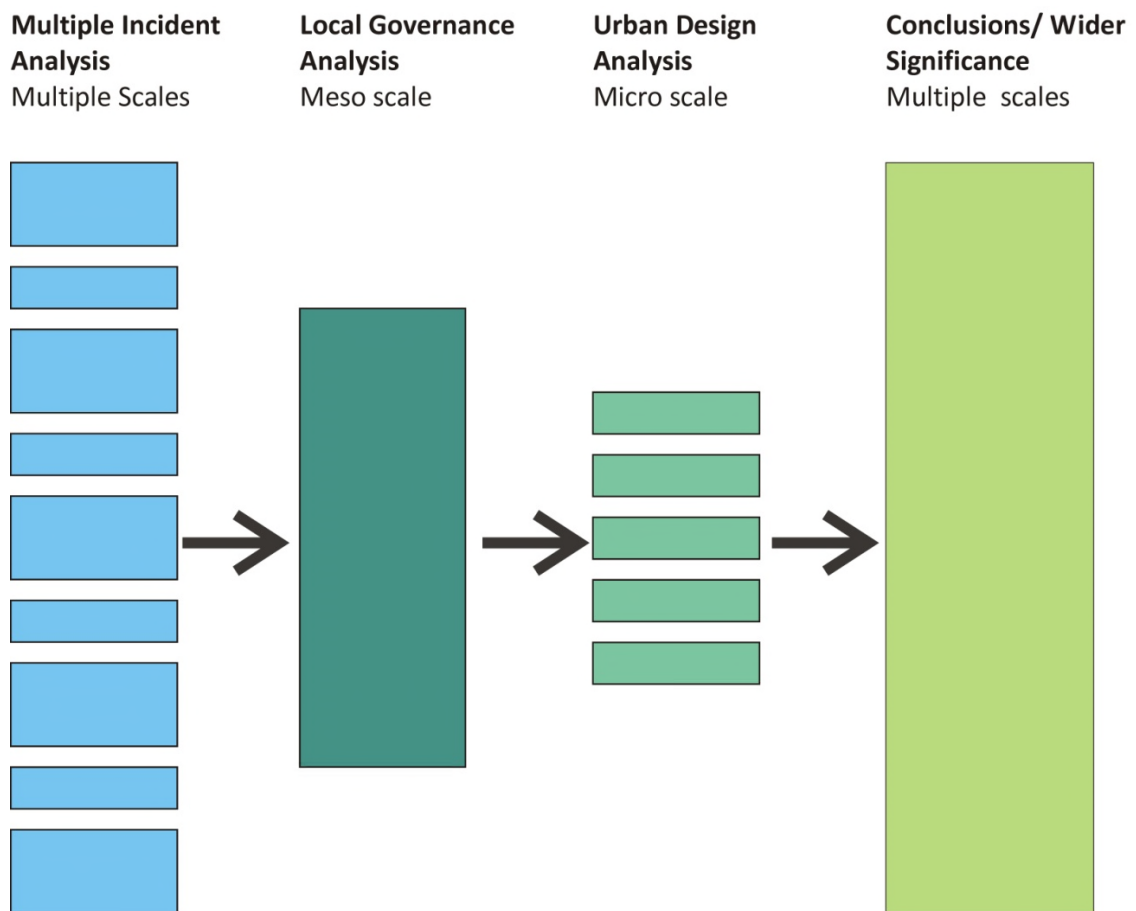 Multiple Incident
Analysis
Multiple Scales
Local Governance
Analysis
Meso scale
Urban Design
Analysis
Micro scale
Conclusions/ Wider
Significance
Multiple scales